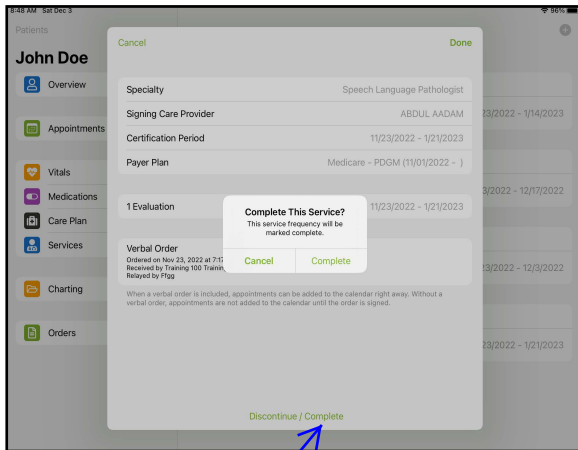 8:48 AM Sat Dec 3
96%
Patients
John Doe
Overview
Appointments
Vitals
Medications
Care Plan
Services
Charting
Orders
Cancel
Done
Specialty Speech Language Pathologist
Signing Care Provider ABDUL AADAM
Certification Period 11/23/2022 - 1/21/2023
Payer Plan Medicare - PDGM (11/01/2022 - )
1 Evaluation 11/23/2022 - 1/21/2023
Verbal Order
Ordered on Nov 23, 2022 at 7:17
Received by Training 100 Training
Relayed by Ffgg
When a verbal order is included, appointments can be added to the calendar right away. Without a
verbal order, appointments are not added to the calendar until the order is signed.
Discontinue / Complete
Complete This Service?
This service frequency will be
marked complete.
Cancel Complete
23/2022 - 1/14/2023
3/2022 - 12/17/2022
23/2022 - 12/3/2022
23/2022 - 1/21/2023